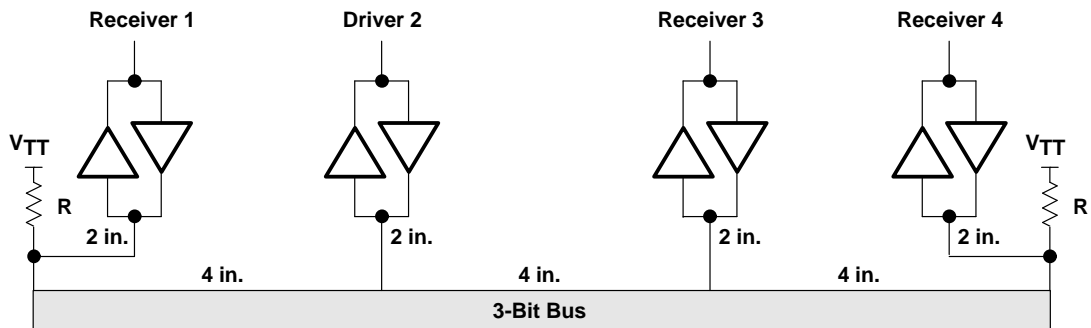 Receiver 1 Driver 2 Receiver 3 Receiver 4
VTT VTT
R R
2 in. 2 in. 2 in. 2 in.
4 in. 4 in. 4 in.
3-Bit Bus